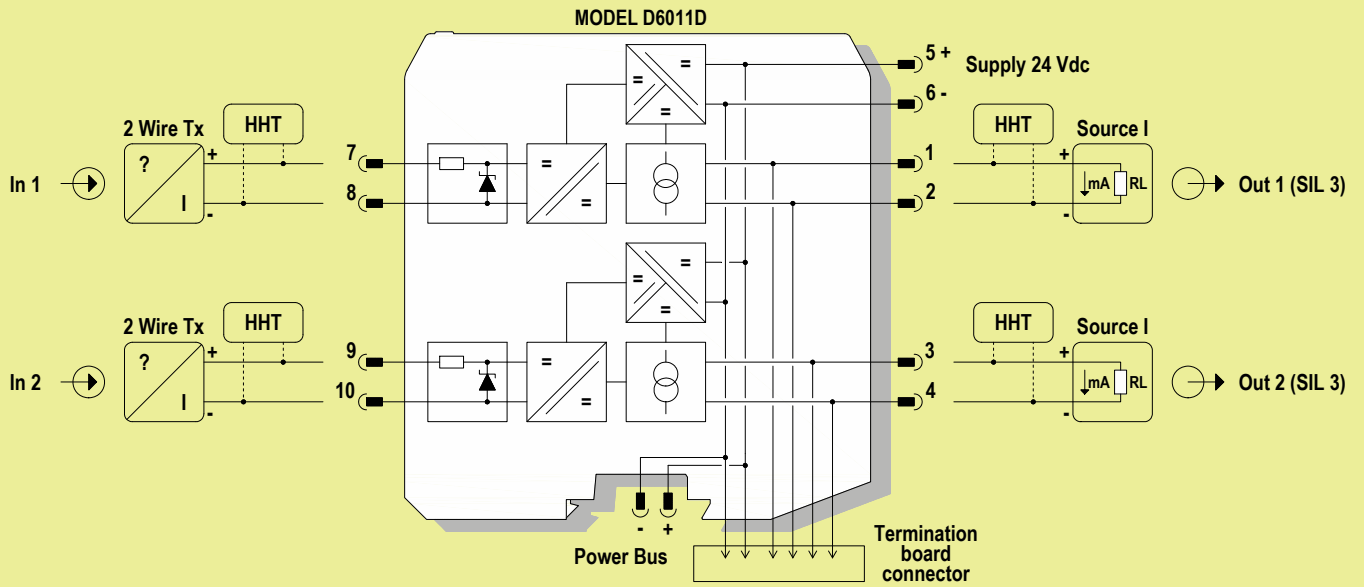 MODEL D6011D
5 +
Supply 24 Vdc
6 -
2 Wire Tx
HHT
HHT
Source I
In 1
?
I
+
-
7
8
=
=
=
=
=
1
2
+
-
mA
RL
Out 1 (SIL 3)
2 Wire Tx
HHT
HHT
Source I
In 2
?
I
+
-
9
10
=
=
=
=
=
3
4
+
-
mA
RL
Out 2 (SIL 3)
- +
Power Bus
Termination
board
connector